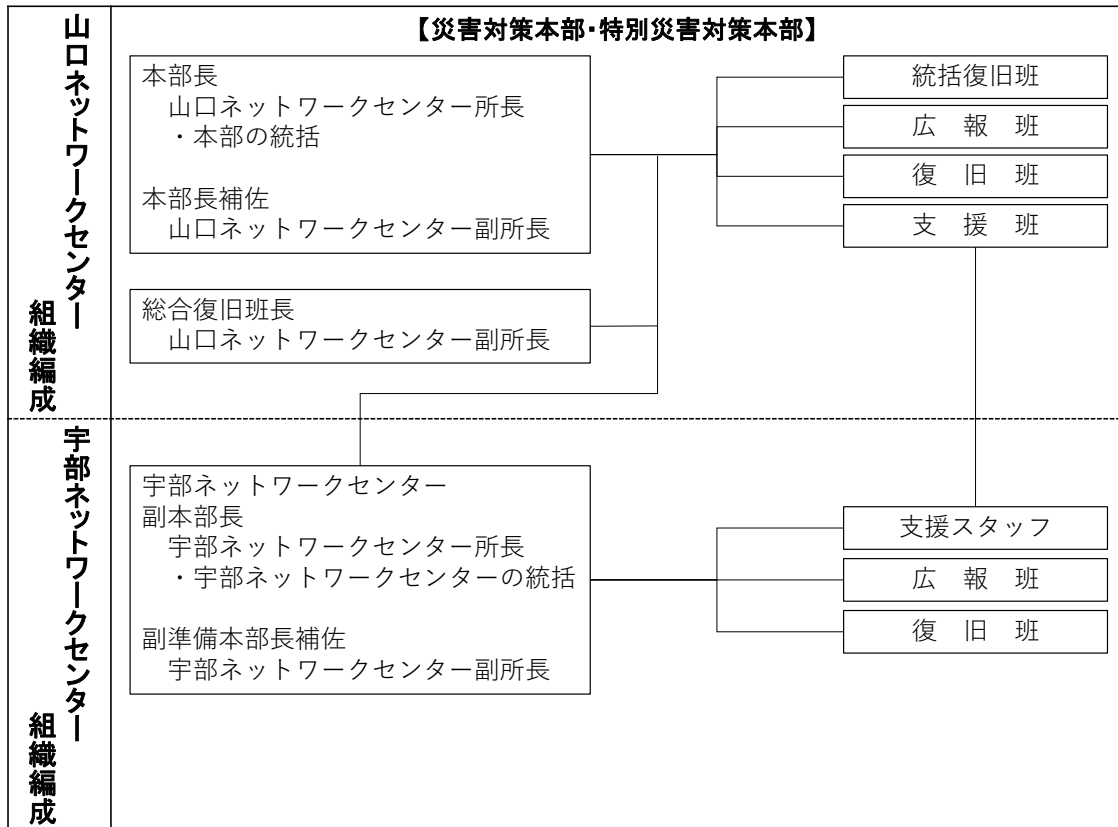 山口ネットワークセンター
組織編成
【災害対策本部・特別災害対策本部】
本部長
山口ネットワークセンター所長
・本部の統括
本部長補佐
山口ネットワークセンター副所長
総合復旧班長
山口ネットワークセンター副所長
統括復旧班
広　報　班
復　旧　班
支　援　班
宇部ネットワークセンター
組織編成
宇部ネットワークセンター
副本部長
宇部ネットワークセンター所長
・宇部ネットワークセンターの統括
副準備本部長補佐
宇部ネットワークセンター副所長
支援スタッフ
広　報　班
復　旧　班